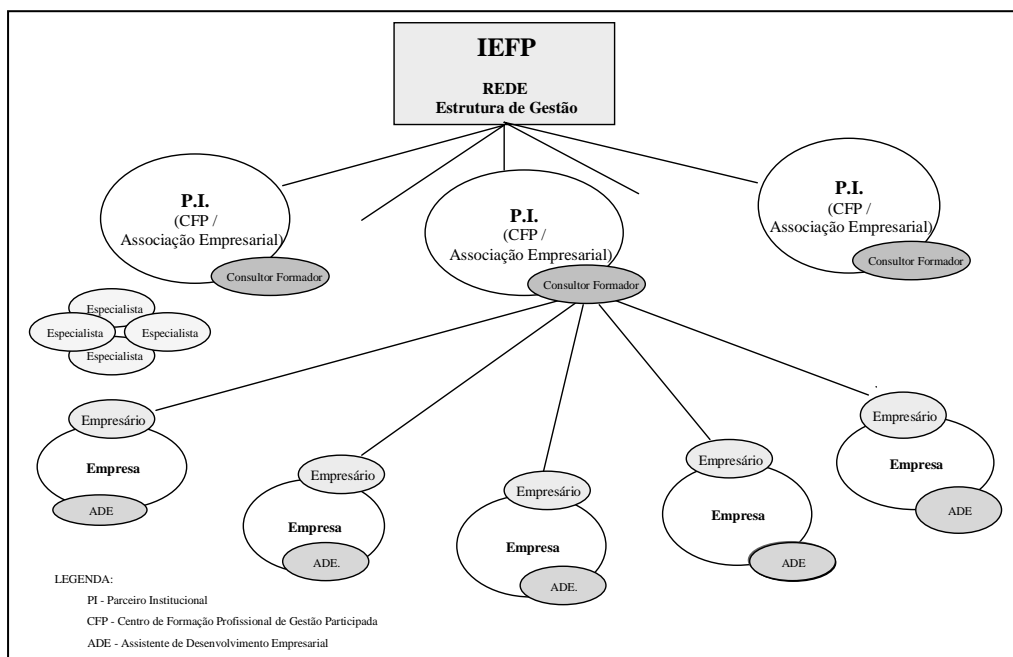 IEFP
REDE
Estrutura de Gestão
P.I.
(CFP /
Associação Empresarial)
Consultor Formador
P.I.
(CFP /
Associação Empresarial)
Consultor Formador
P.I.
(CFP /
Associação Empresarial)
Consultor Formador
Especialista
Especialista
Especialista
Especialista
Empresário
Empresa
ADE
Empresário
Empresa
ADE.
Empresário
Empresa
ADE.
Empresário
Empresa
ADE
Empresário
Empresa
ADE
LEGENDA:
PI - Parceiro Institucional
CFP - Centro de Formação Profissional de Gestão Participada
ADE - Assistente de Desenvolvimento Empresarial